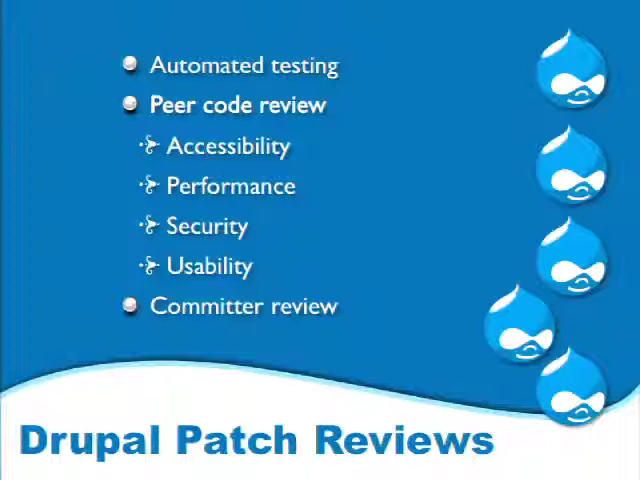 Automated testing
Peer code review
Accessibility
Performance
Security
Usability
Committer review
Drupal Patch Reviews